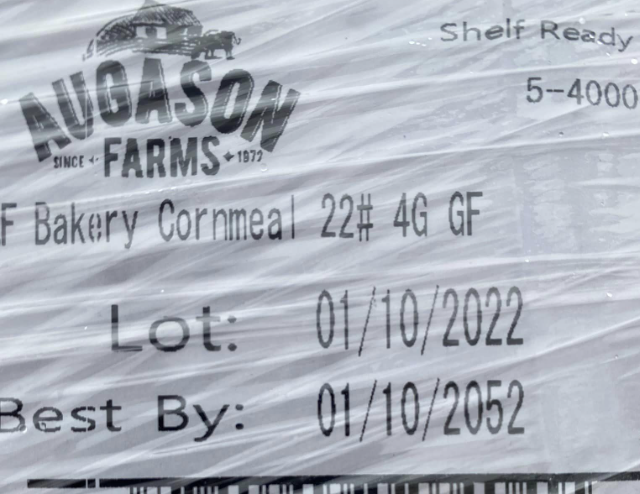 Shelf Ready
5-4000
AUGASON
SINCE FARMS 1972
F Bakery Cornmeal 22# 4G GF
Lot: 01/10/2022
Best By: 01/10/2052